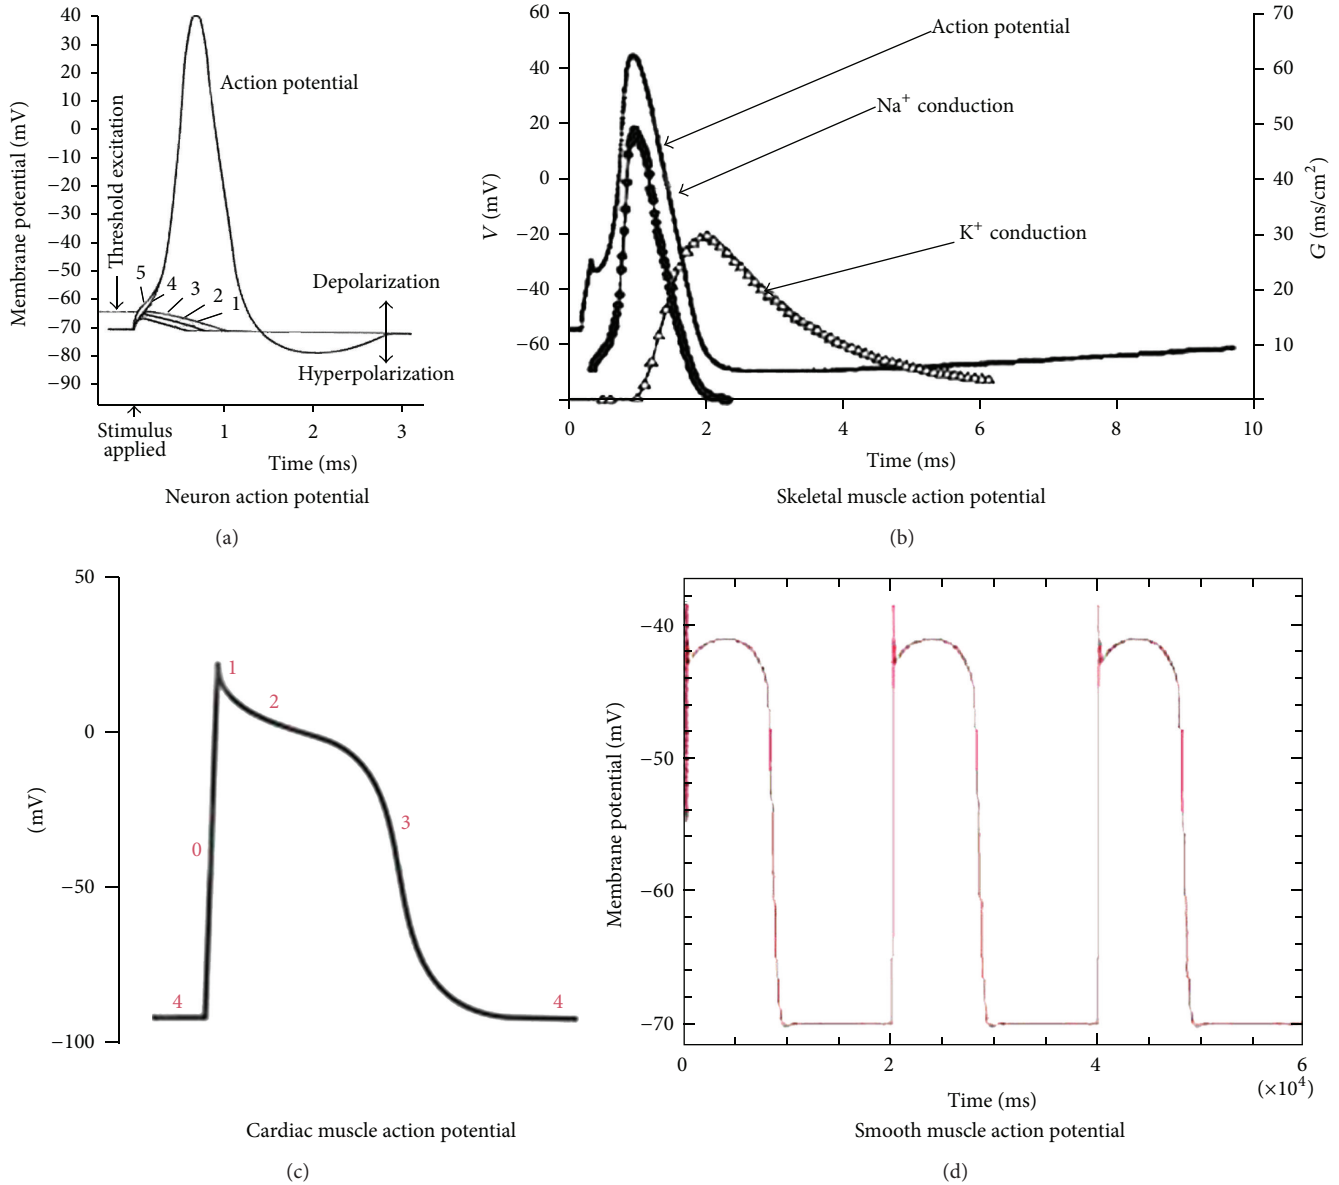 40
30
20
10
0
−10
−20
−30
−40
−50
−60
−70
−80
−90
Membrane potential (mV)
Threshold excitation
Action potential
5
4
3
2
1
Depolarization
Hyperpolarization
Stimulus
applied
1
2
3
Time (ms)
Neuron action potential
(a)
60
40
20
0
−20
−40
−60
V (mV)
Action potential
Na⁺ conduction
K⁺ conduction
70
60
50
40
30
20
10
G (ms/cm²)
0
2
4
6
8
10
Time (ms)
Skeletal muscle action potential
(b)
50
0
−50
−100
(mV)
1
2
0
3
4
4
Cardiac muscle action potential
(c)
−40
−50
−60
−70
Membrane potential (mV)
0
2
4
6
(×10⁴)
Time (ms)
Smooth muscle action potential
(d)